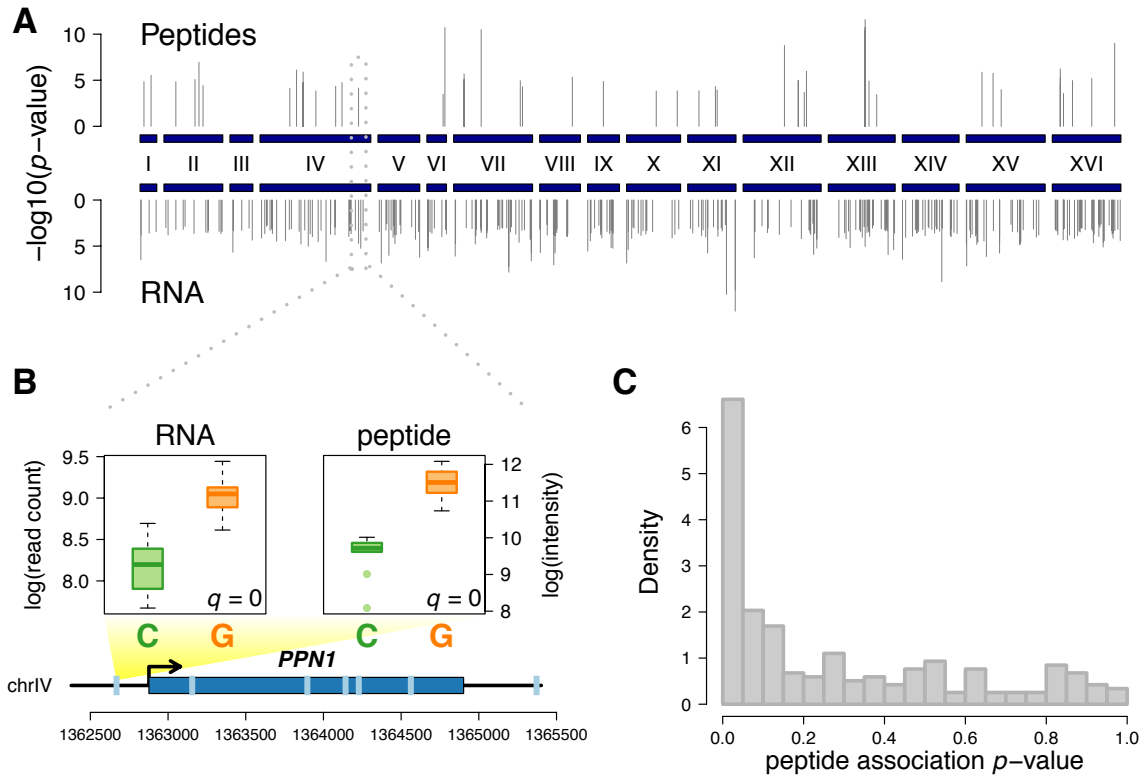 A
Peptides
−log10(p−value)
10
5
0
I II III IV V VI VII VIII IX X XI XII XIII XIV XV XVI
0
5
10
RNA
B
RNA
peptide
log(read count)
9.5
9.0
8.5
8.0
q = 0
q = 0
12
11
10
9
8
log(intensity)
C G C G
PPN1
chrIV
1362500 1363000 1363500 1364000 1364500 1365000 1365500
C
Density
6
5
4
3
2
1
0
0.0 0.2 0.4 0.6 0.8 1.0
peptide association p−value